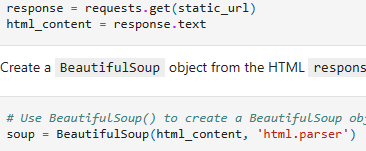 response = requests.get(static_url)
html_content = response.text
Create a BeautifulSoup object from the HTML respons
# Use BeautifulSoup() to create a BeautifulSoup obj
soup = BeautifulSoup(html_content, 'html.parser')